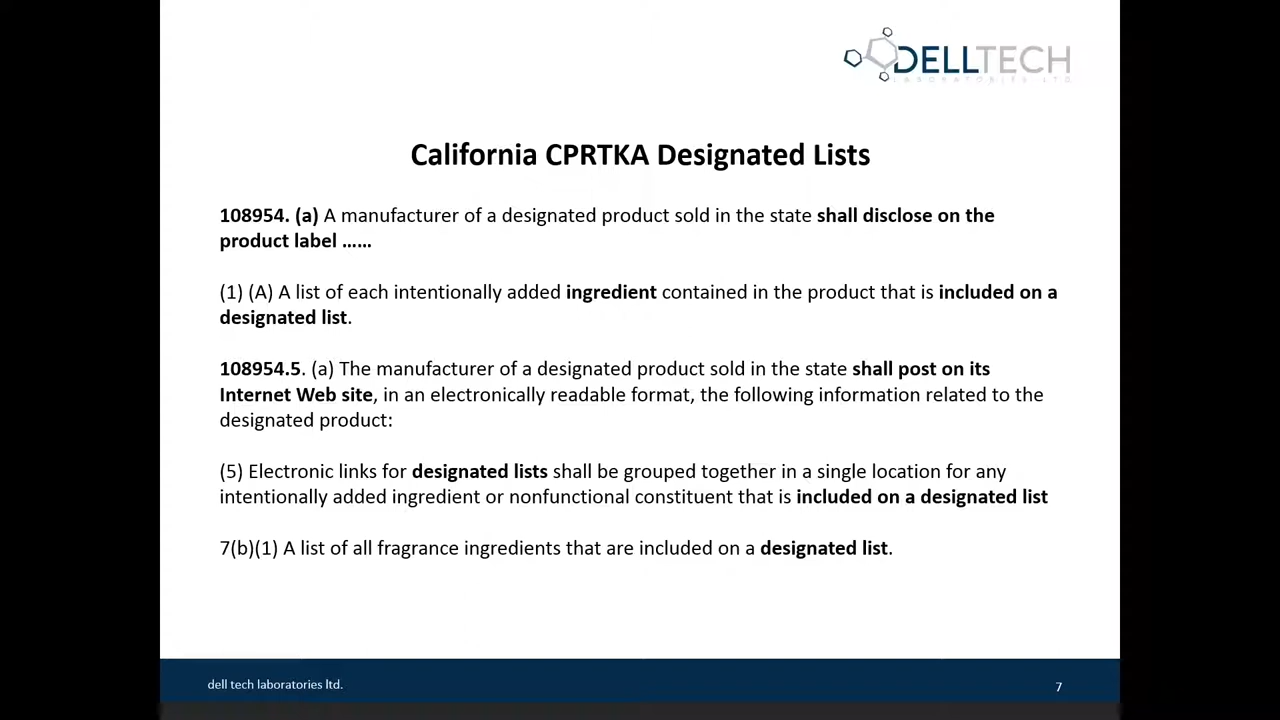 DELLTECH
LABORATORIES LTD
California CPRTKA Designated Lists
108954. (a) A manufacturer of a designated product sold in the state shall disclose on the
product label ......
(1) (A) A list of each intentionally added ingredient contained in the product that is included on a
designated list.
108954.5. (a) The manufacturer of a designated product sold in the state shall post on its
Internet Web site, in an electronically readable format, the following information related to the
designated product:
(5) Electronic links for designated lists shall be grouped together in a single location for any
intentionally added ingredient or nonfunctional constituent that is included on a designated list
7(b)(1) A list of all fragrance ingredients that are included on a designated list.
dell tech laboratories ltd.
7